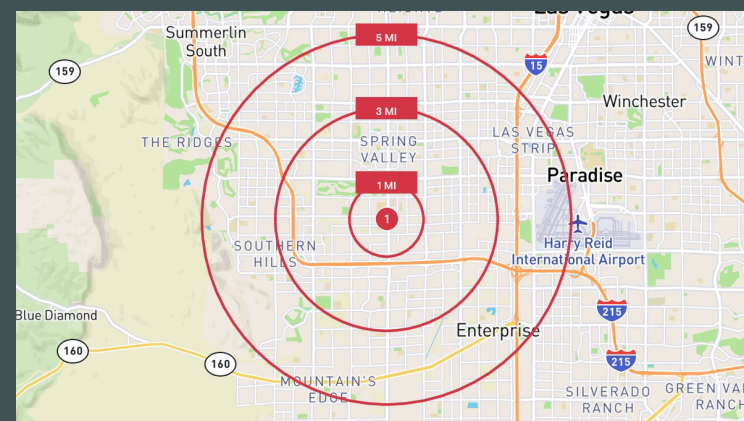 Las Vegas
159
Summerlin
South
5 MI
15
159
WINT
Winchester
3 MI
THE RIDGES
SPRING
VALLEY
LAS VEGAS
STRIP
1 MI
Paradise
1
Harry Reid
International Airport
SOUTHERN
HILLS
215
Blue Diamond
Enterprise
160
160
215
MOUNTAIN'S
EDGE
SILVERADO
RANCH
GREEN VAL
RANCH